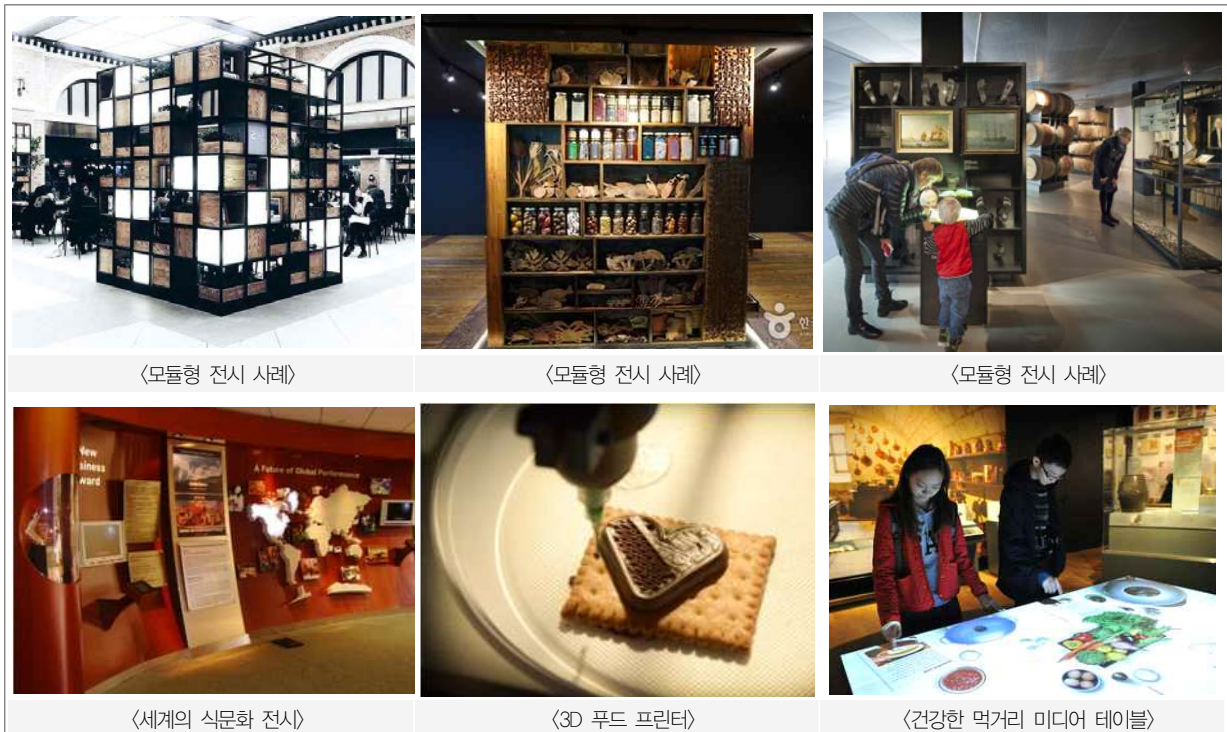 〈모듈형 전시 사례〉
〈모듈형 전시 사례〉
〈모듈형 전시 사례〉
New
siness
ward
A Future of Global Performance
〈세계의 식문화 전시〉
〈3D 푸드 프린터〉
〈건강한 먹거리 미디어 테이블〉